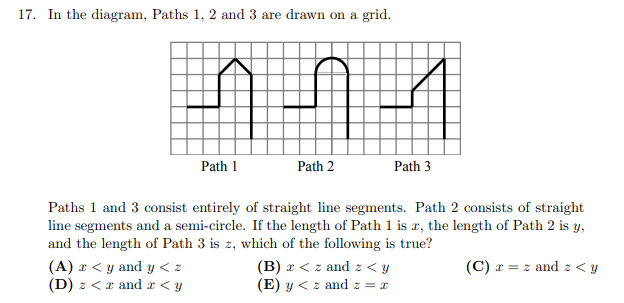 17. In the diagram, Paths 1, 2 and 3 are drawn on a grid.
Path 1 Path 2 Path 3
Paths 1 and 3 consist entirely of straight line segments. Path 2 consists of straight
line segments and a semi-circle. If the length of Path 1 is x, the length of Path 2 is y,
and the length of Path 3 is z, which of the following is true?
(A) x < y and y < z (B) x < z and z < y (C) x = z and z < y
(D) z < x and x < y (E) y < z and z = x